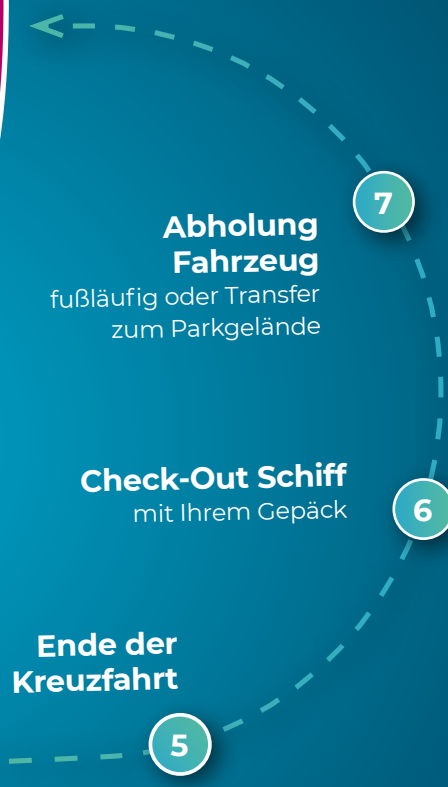 7
Abholung
Fahrzeug
fußläufig oder Transfer
zum Parkgelände
Check-Out Schiff
mit Ihrem Gepäck
6
Ende der
Kreuzfahrt
5